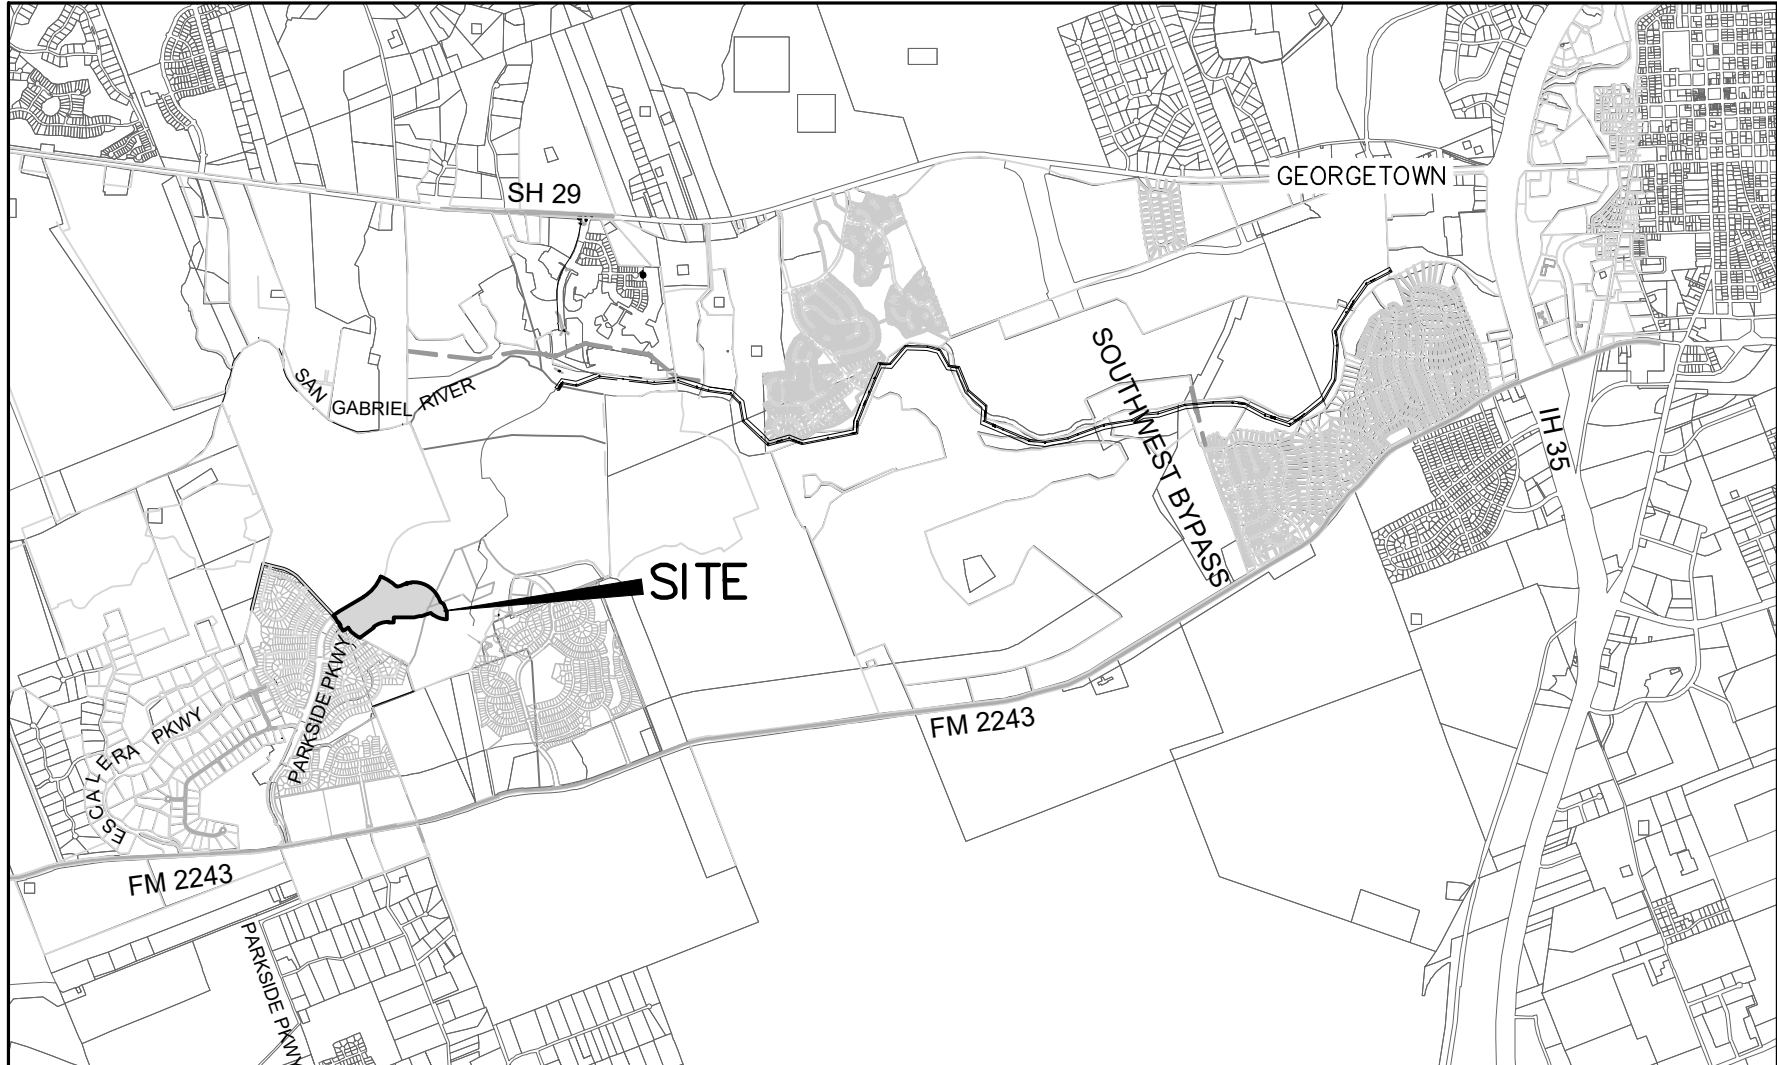 SH 29
GEORGETOWN
SAN GABRIEL RIVER
SOUTHWEST BYPASS
IH 35
SITE
PARKSIDE PKWY
ESCALERA PKWY
FM 2243
FM 2243
PARKSIDE PKWY